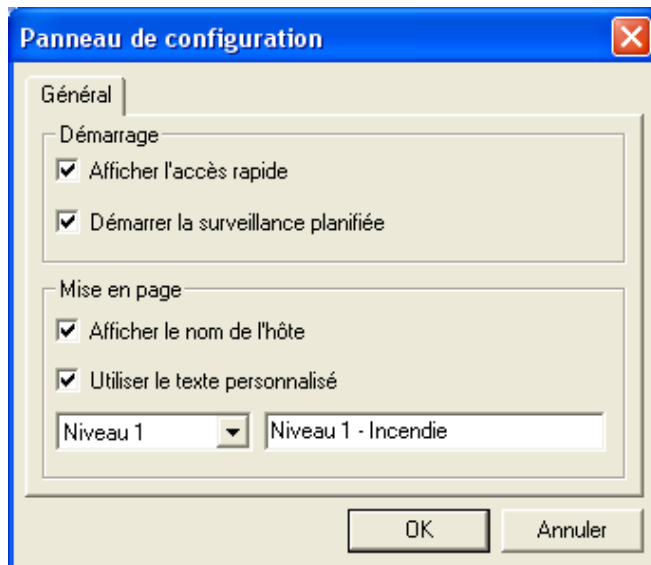 Panneau de configuration
Général
Démarrage
Afficher l'accès rapide
Démarrer la surveillance planifiée
Mise en page
Afficher le nom de l'hôte
Utiliser le texte personnalisé
Niveau 1 Niveau 1 - Incendie
OK Annuler